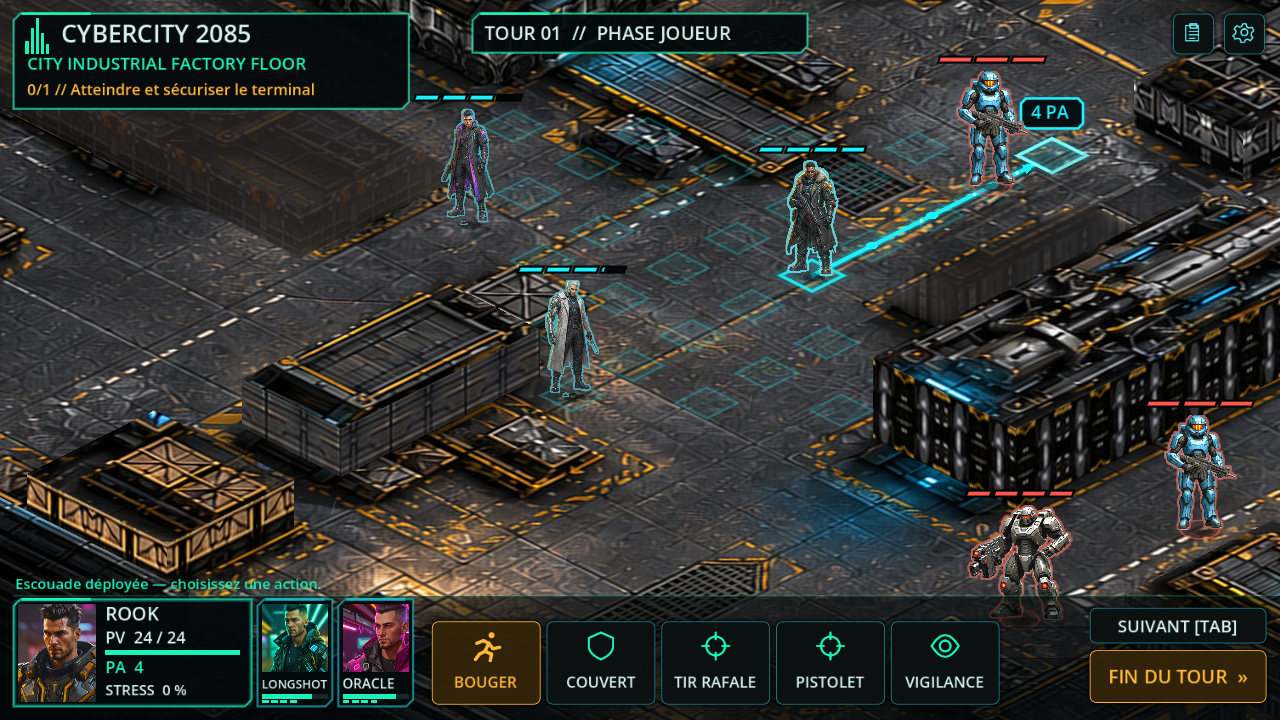 CYBERCITY 2085
CITY INDUSTRIAL FACTORY FLOOR
0/1 // Atteindre et sécuriser le terminal
TOUR 01 // PHASE JOUEUR
4 PA
Escouade déployée — choisissez une action.
ROOK
PV 24 / 24
PA 4
STRESS 0 %
LONGSHOT
ORACLE
BOUGER
COUVERT
TIR RAFALE
PISTOLET
VIGILANCE
SUIVANT [TAB]
FIN DU TOUR »